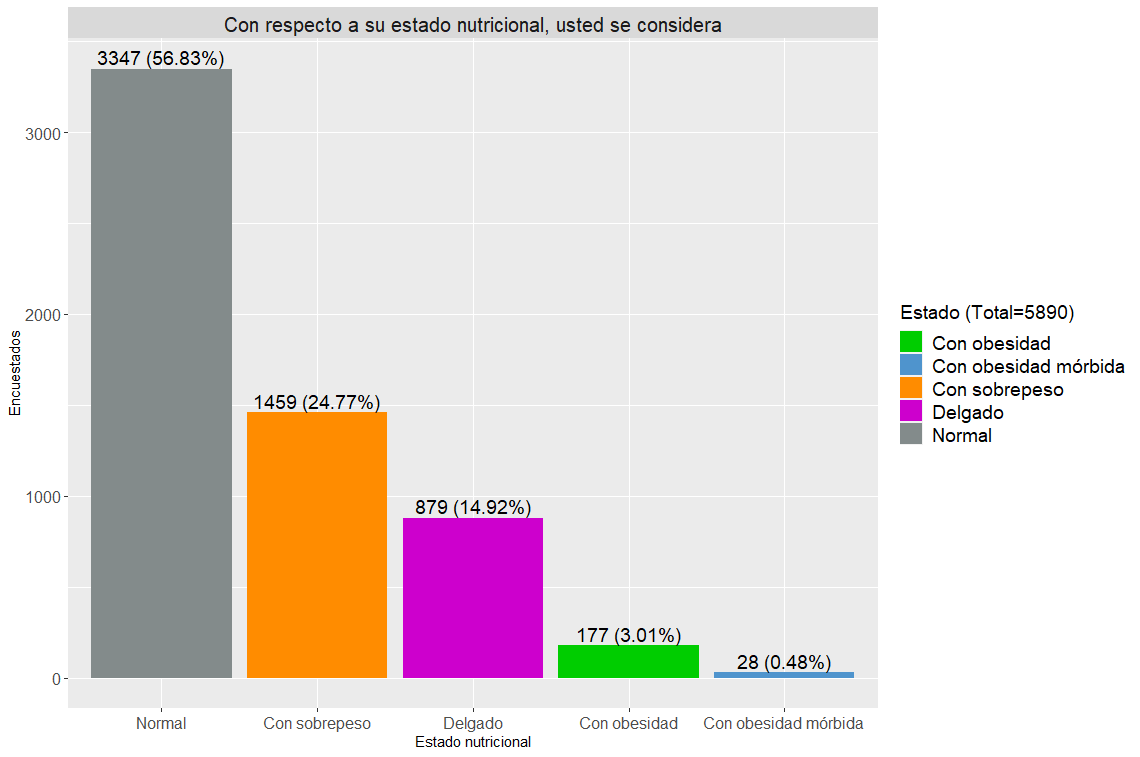 Con respecto a su estado nutricional, usted se considera
3347 (56.83%)
1459 (24.77%)
879 (14.92%)
177 (3.01%)
28 (0.48%)
3000
2000
1000
0
Encuestados
Normal
Con sobrepeso
Delgado
Con obesidad
Con obesidad mórbida
Estado nutricional
Estado (Total=5890)
Con obesidad
Con obesidad mórbida
Con sobrepeso
Delgado
Normal